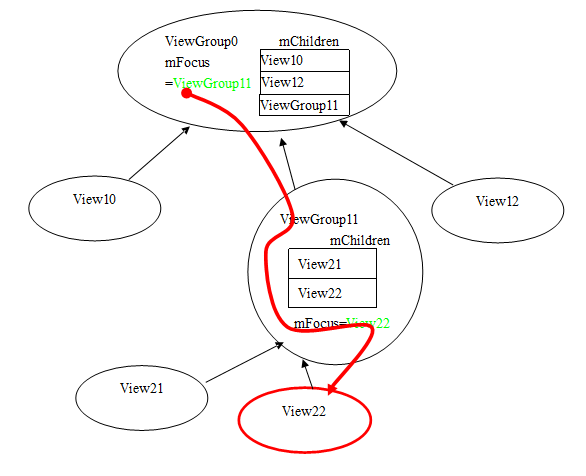 ViewGroup0 mChildren
mFocus View10
=ViewGroup11 View12
ViewGroup11
View10
View12
ViewGroup11
mChildren
View21
View22
mFocus=View22
View21
View22